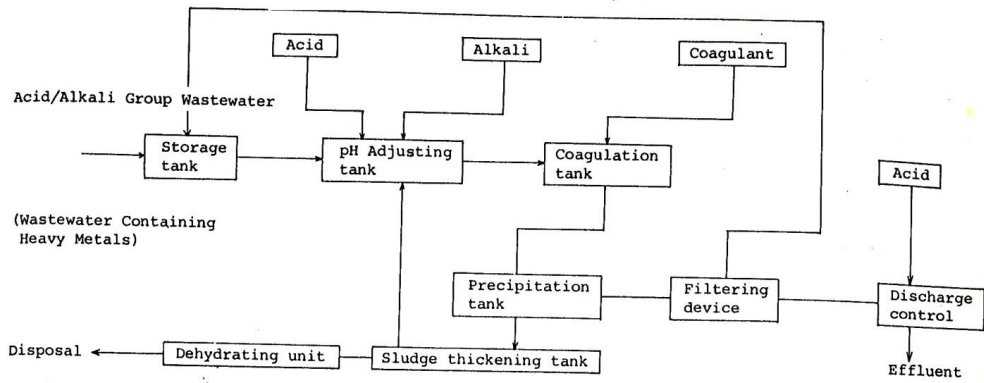 Acid
Alkali
Coagulant
Acid/Alkali Group Wastewater
Storage
tank
pH Adjusting
tank
Coagulation
tank
Acid
(Wastewater Containing
Heavy Metals)
Precipitation
tank
Filtering
device
Discharge
control
Disposal
Dehydrating unit
Sludge thickening tank
Effluent